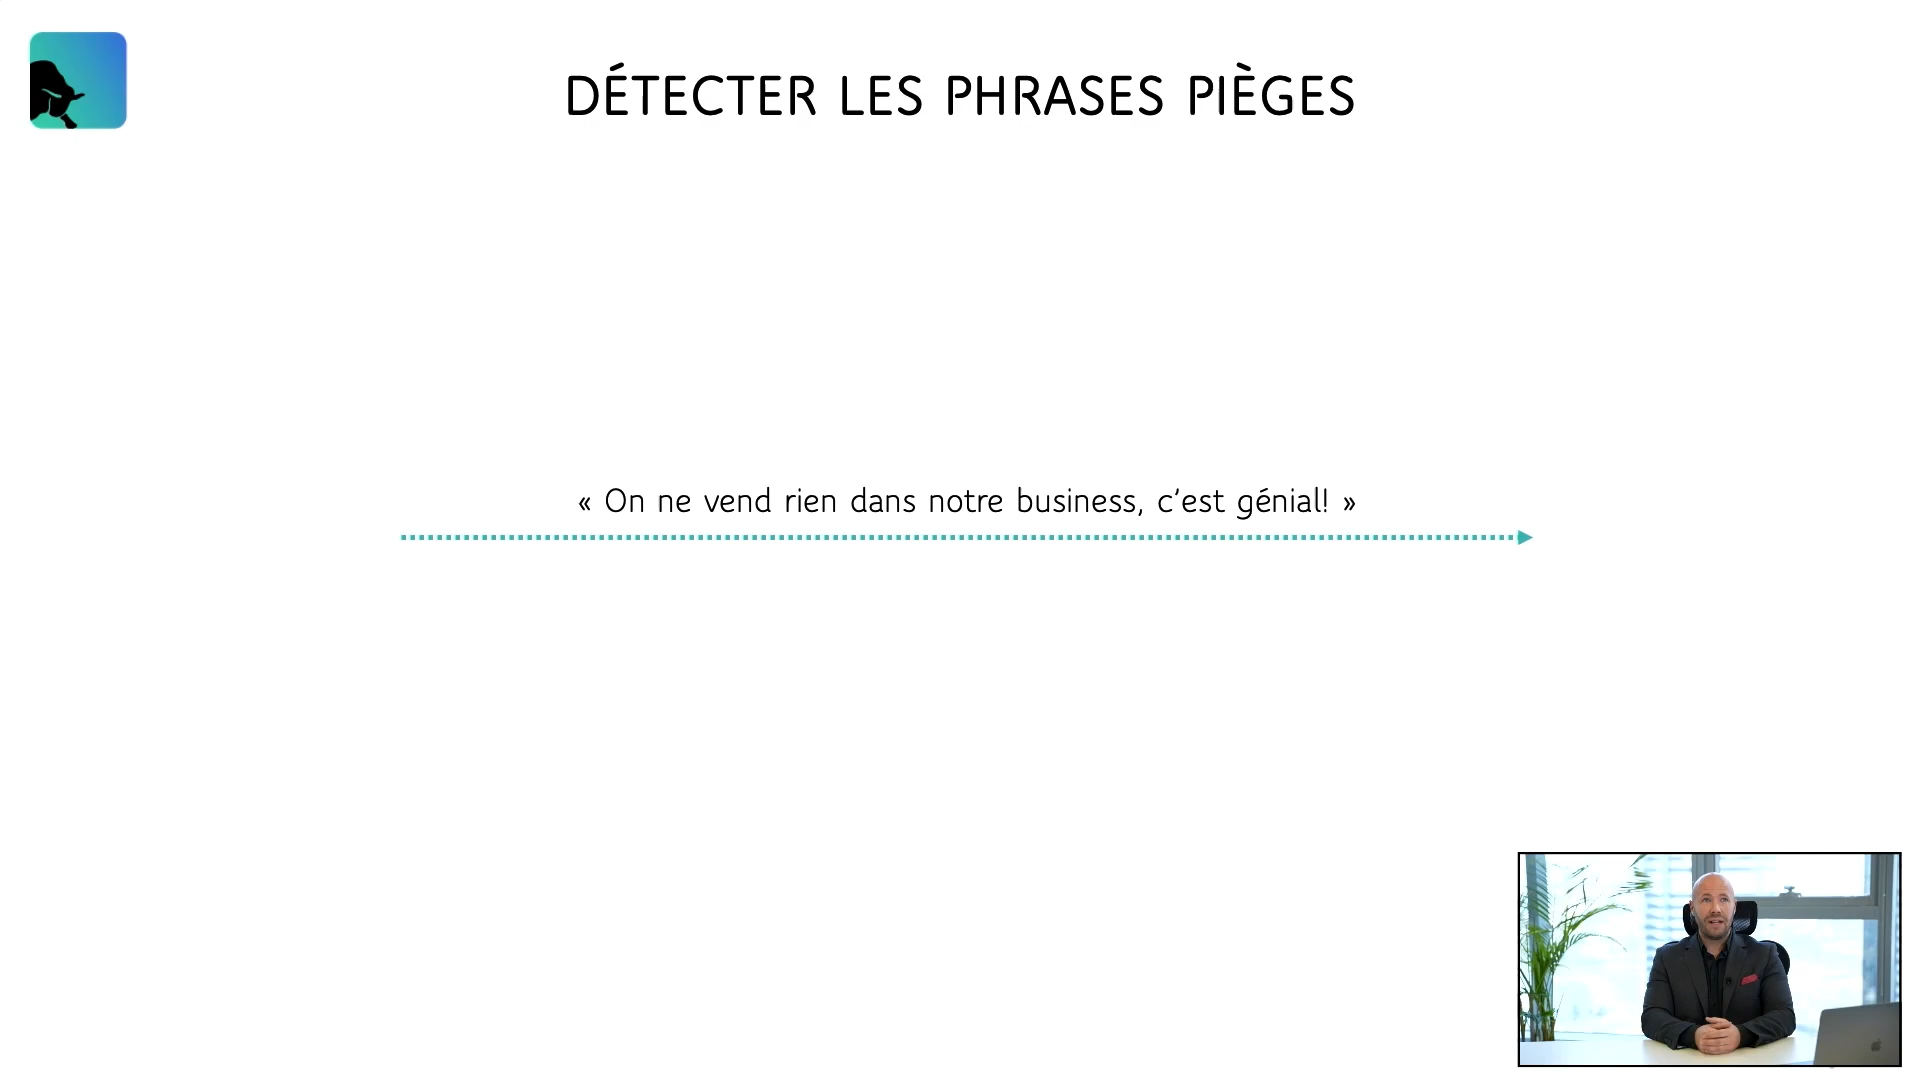 DÉTECTER LES PHRASES PIÈGES
« On ne vend rien dans notre business, c'est génial! »